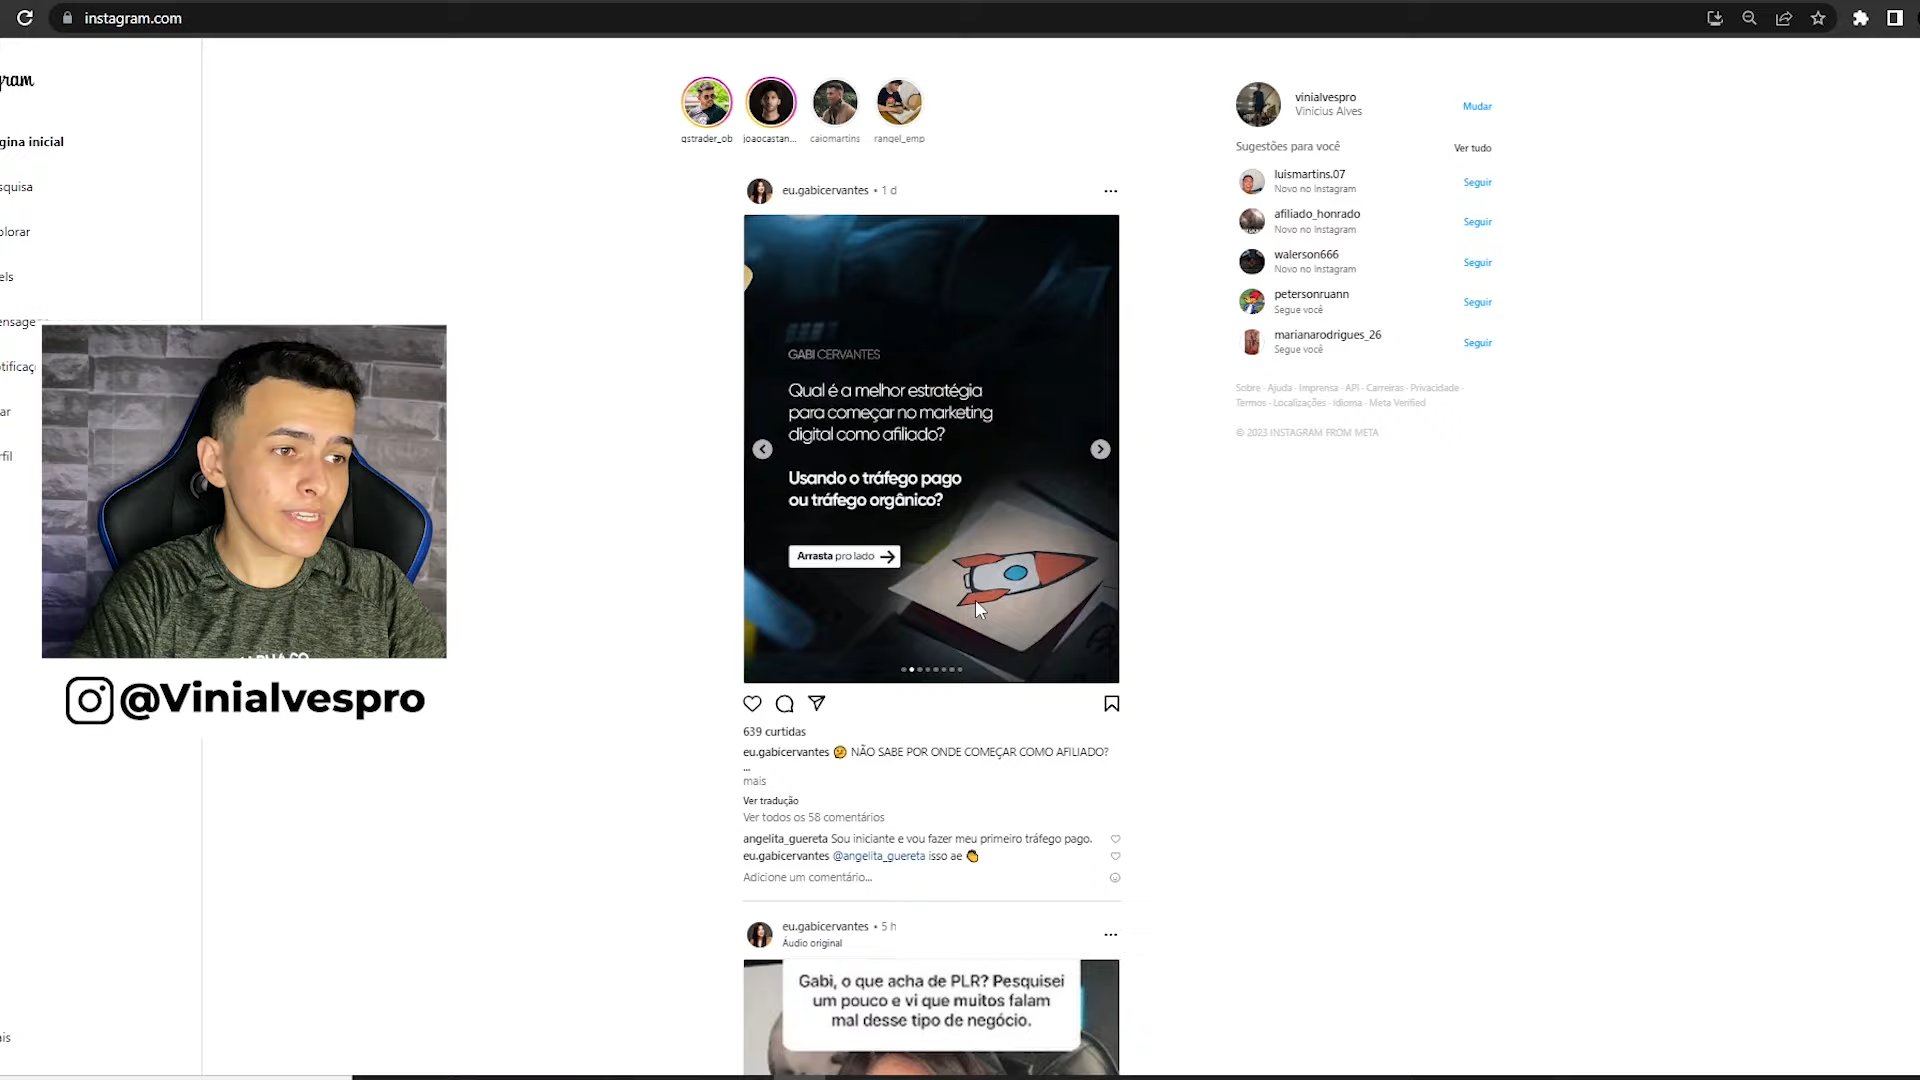 instagram.com
gram
gina inicial
squisa
plorar
els
ensage
tificaç
ar
rfil
ais
@Vinialvespro
qstrader_ob
joaocastan...
caiomartins
rangel_emp
eu.gabicervantes • 1 d
GABI CERVANTES
Qual é a melhor estratégia
para começar no marketing
digital como afiliado?
Usando o tráfego pago
ou tráfego orgânico?
Arrasta pro lado
639 curtidas
eu.gabicervantes 🤔 NÃO SABE POR ONDE COMEÇAR COMO AFILIADO?
...
mais
Ver tradução
Ver todos os 58 comentários
angelita_guereta Sou iniciante e vou fazer meu primeiro tráfego pago.
eu.gabicervantes @angelita_guereta isso ae 👏
Adicione um comentário...
eu.gabicervantes • 5 h
Áudio original
Gabi, o que acha de PLR? Pesquisei
um pouco e vi que muitos falam
mal desse tipo de negócio.
vinialvespro
Vinicius Alves
Mudar
Sugestões para você
Ver tudo
luismartins.07
Novo no Instagram
Seguir
afiliado_honrado
Novo no Instagram
Seguir
walerson666
Novo no Instagram
Seguir
petersonruann
Segue você
Seguir
marianarodrigues_26
Segue você
Seguir
Sobre · Ajuda · Imprensa · API · Carreiras · Privacidade ·
Termos · Localizações · Idioma · Meta Verified
© 2023 INSTAGRAM FROM META